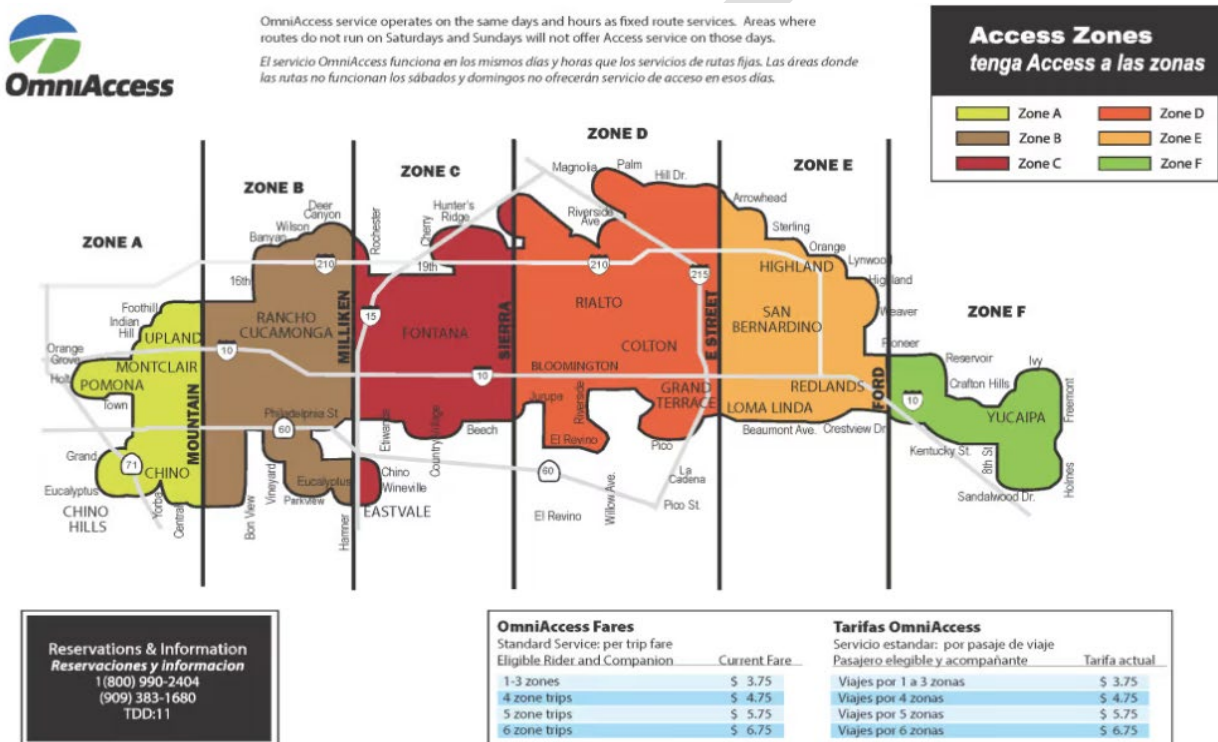 OmniAccess
OmniAccess service operates on the same days and hours as fixed route services. Areas where
routes do not run on Saturdays and Sundays will not offer Access service on those days.
El servicio OmniAccess funciona en los mismos días y horas que los servicios de rutas fijas. Las áreas donde
las rutas no funcionan los sábados y domingos no ofrecerán servicio de acceso en esos días.
Access Zones
tenga Access a las zonas
Zone A
Zone D
Zone B
Zone E
Zone C
Zone F
ZONE A
ZONE B
ZONE C
ZONE D
ZONE E
ZONE F
Magnolia
Palm
Hill Dr.
Arrowhead
Sterling
Orange
Lynwood
Highland
Weaver
Pioneer
Reservoir
Crafton Hills
Ivy
Freemont
Holmes
Deer
Canyon
Wilson
Banyan
16th
Rochester
Cherry
Hunter's
Ridge
19th
Riverside
Ave
210
210
215
15
10
10
10
60
60
71
Foothill
Indian
Hill
Orange
Grove
Holt
Town
Grand
Eucalyptus
UPLAND
MONTCLAIR
POMONA
CHINO
CHINO
HILLS
MOUNTAIN
RANCHO
CUCAMONGA
MILLIKEN
FONTANA
SIERRA
RIALTO
COLTON
BLOOMINGTON
GRAND
TERRACE
E STREET
HIGHLAND
SAN
BERNARDINO
REDLANDS
LOMA LINDA
FORD
YUCAIPA
Philadelphia St.
Vineyard
Eucalyplus
Parkview
Yorba
Central
Bon View
Hamner
Etiwanda
Country Village
Beech
Chino
Wineville
EASTVALE
Jurupa
Riverside
El Revino
Pico
La
Cadena
Pico St.
Willow Ave.
El Revino
Beaumont Ave.
Crestview Dr
Kentucky St.
8th St
Sandalwood Dr.
Reservations & Information
Reservaciones y informacion
1(800) 990-2404
(909) 383-1680
TDD:11
OmniAccess Fares
Standard Service: per trip fare
Eligible Rider and Companion Current Fare
1-3 zones $ 3.75
4 zone trips $ 4.75
5 zone trips $ 5.75
6 zone trips $ 6.75
Tarifas OmniAccess
Servicio estandar: por pasaje de viaje
Pasajero elegible y acompañante Tarifa actual
Viajes por 1 a 3 zonas $ 3.75
Viajes por 4 zonas $ 4.75
Viajes por 5 zonas $ 5.75
Viajes por 6 zonas $ 6.75